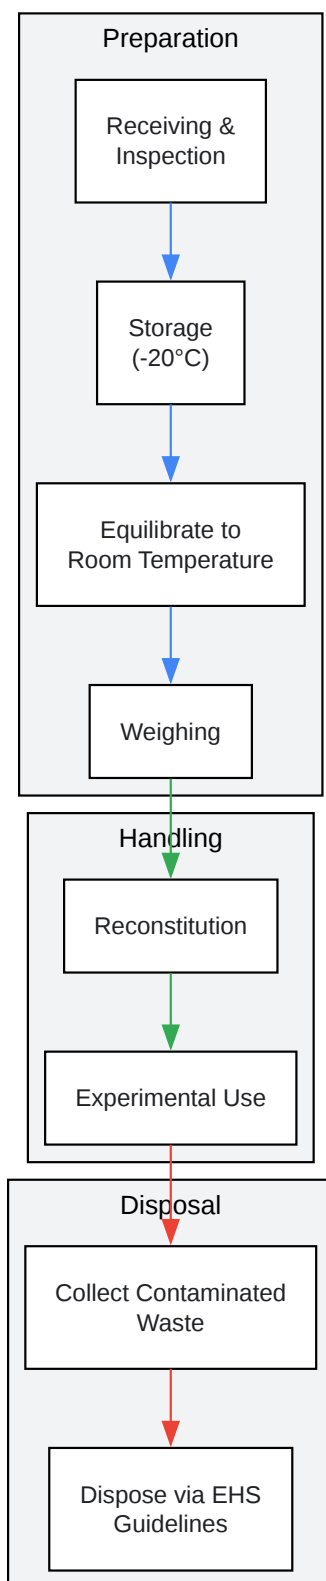 Preparation
Receiving &
Inspection
Storage
(-20°C)
Equilibrate to
Room Temperature
Weighing
Handling
Reconstitution
Experimental Use
Disposal
Collect Contaminated
Waste
Dispose via EHS
Guidelines